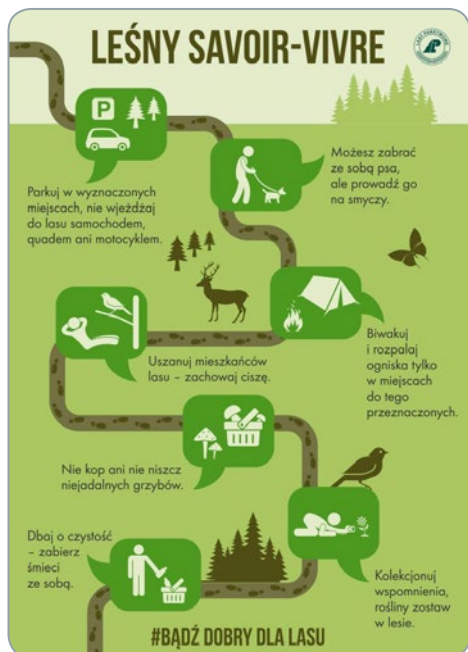 LEŚNY SAVOIR-VIVRE
P
Parkuj w wyznaczonych
miejscach, nie wjeżdżaj
do lasu samochodem,
quadem ani motocyklem.
Możesz zabrać
ze sobą psa,
ale prowadź go
na smyczy.
Biwakuj
i rozpalaj
ogniska tylko
w miejscach
do tego
przeznaczonych.
Uszanuj mieszkańców
lasu – zachowaj ciszę.
Nie kop ani nie niszcz
niejadalnych grzybów.
Kolekcjonuj
wspomnienia,
rośliny zostaw
w lesie.
Dbaj o czystość
– zabierz
śmieci
ze sobą.
#BĄDŹ DOBRY DLA LASU